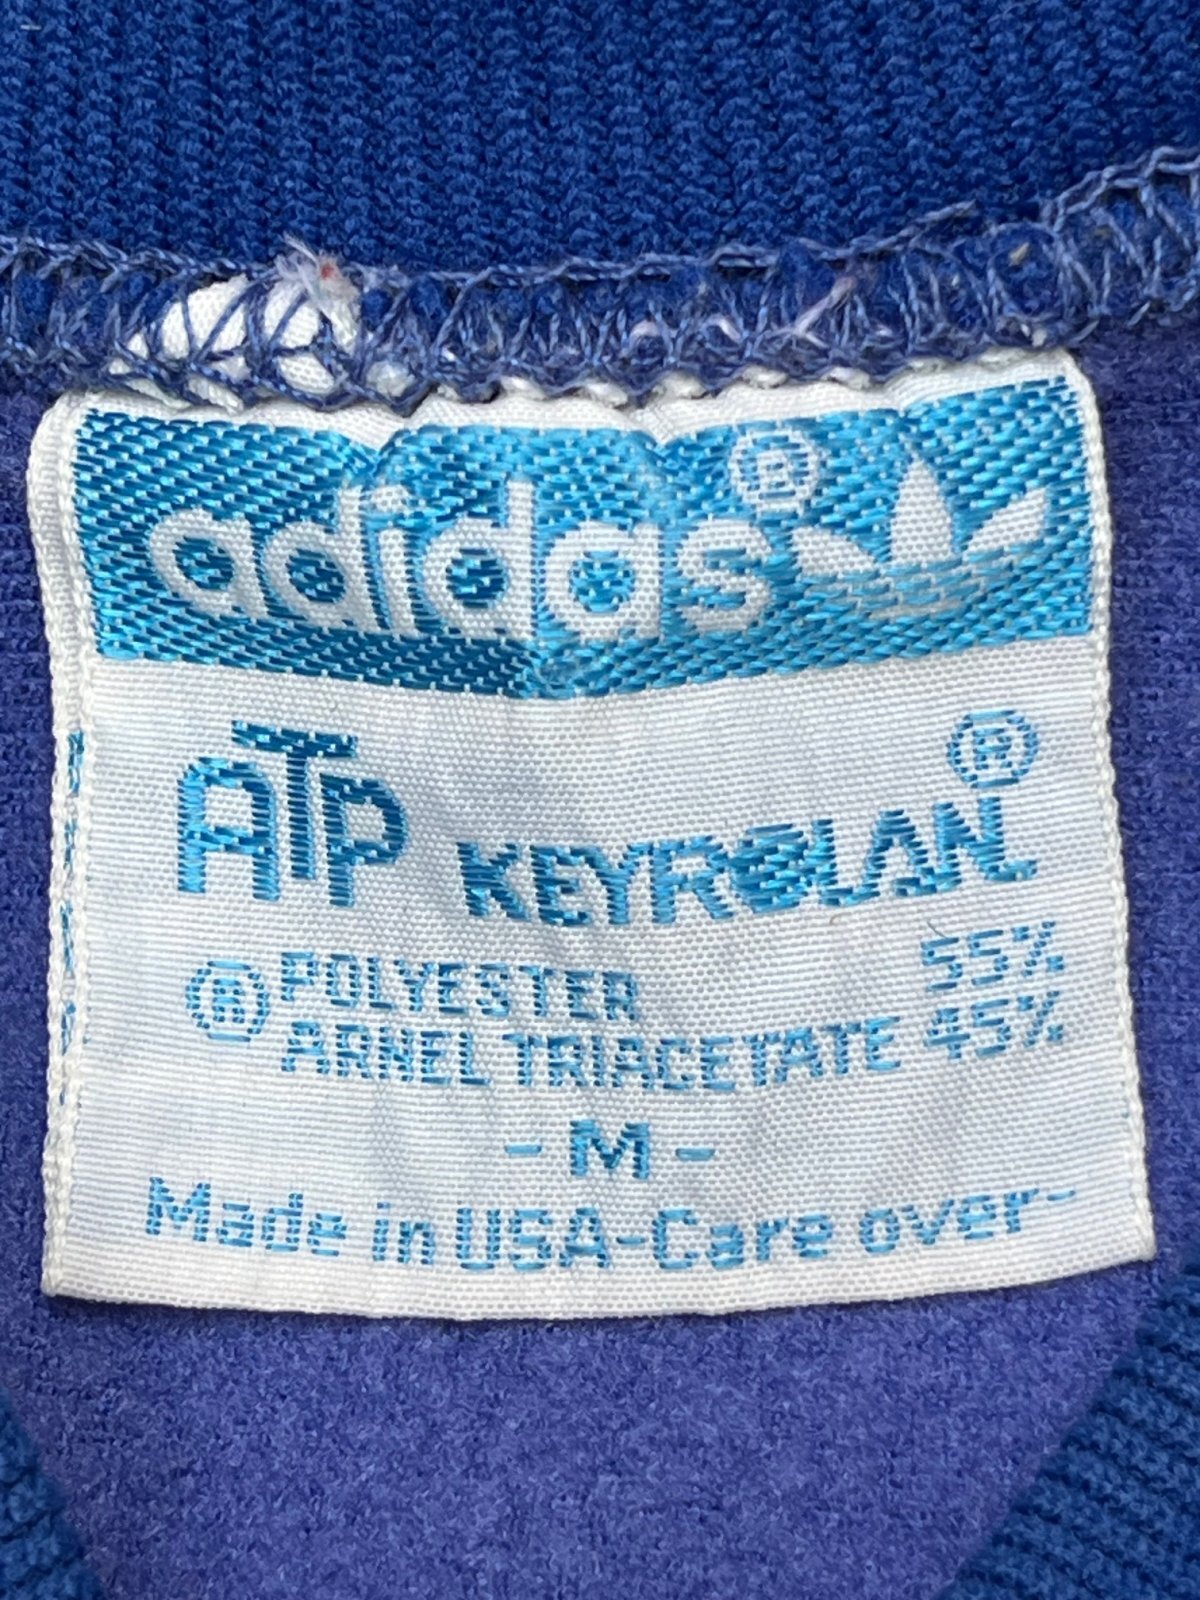 adidas®
ATP KEYROLAN®
® POLYESTER 55%
ARNEL TRIACETATE 45%
- M -
Made in USA-Care over-